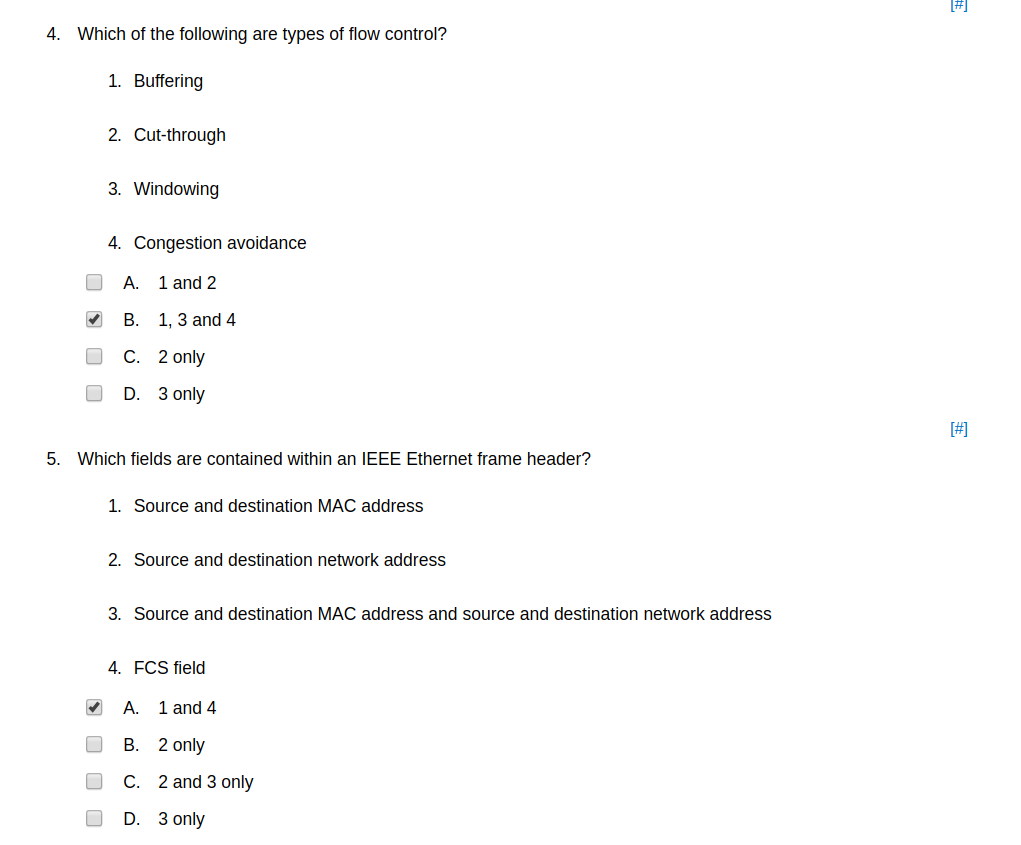 [#]
4. Which of the following are types of flow control?
1. Buffering
2. Cut-through
3. Windowing
4. Congestion avoidance
A. 1 and 2
B. 1, 3 and 4
C. 2 only
D. 3 only
[#]
5. Which fields are contained within an IEEE Ethernet frame header?
1. Source and destination MAC address
2. Source and destination network address
3. Source and destination MAC address and source and destination network address
4. FCS field
A. 1 and 4
B. 2 only
C. 2 and 3 only
D. 3 only